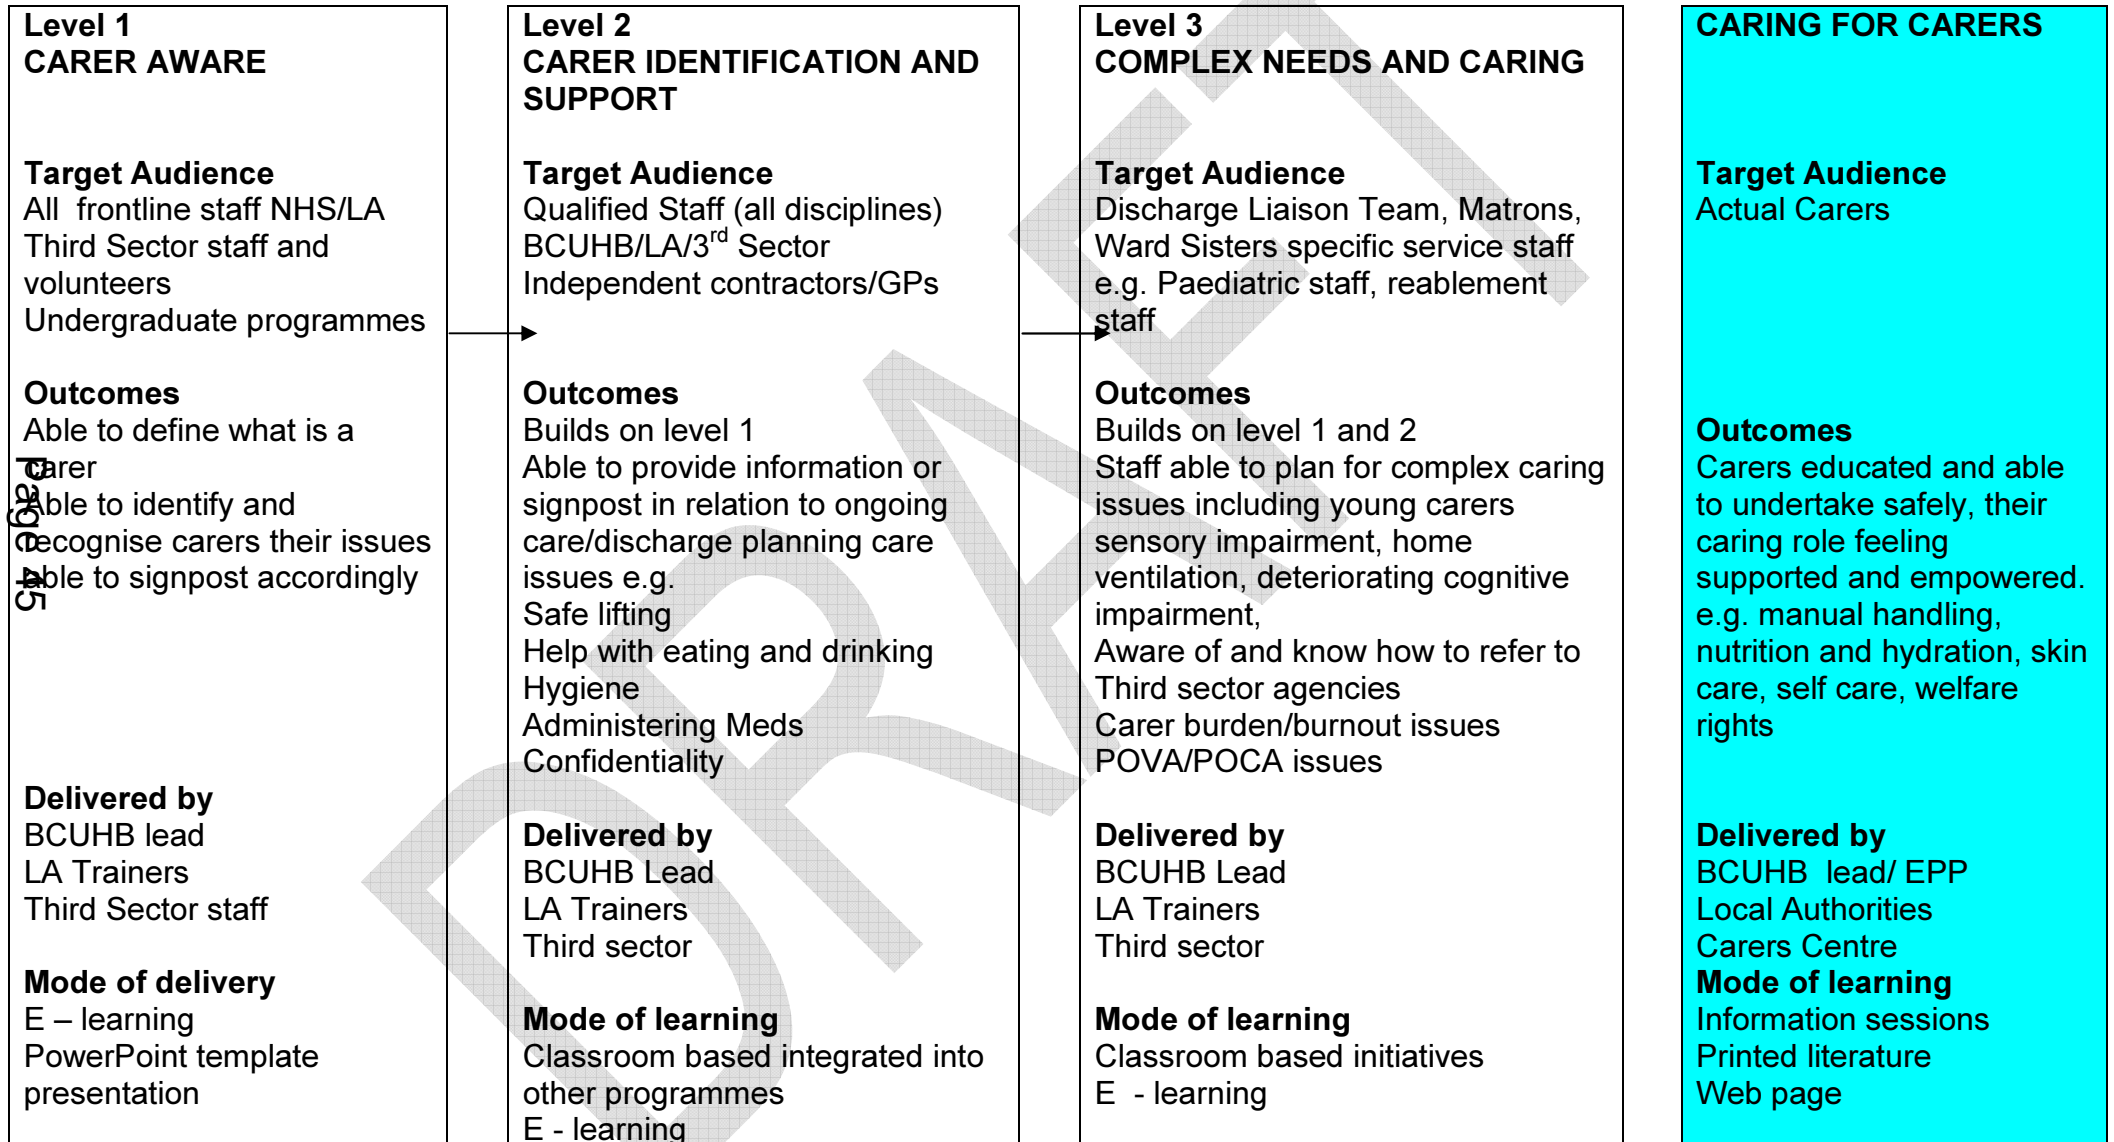 Level 1
CARER AWARE
Target Audience
All  frontline staff NHS/LA
Third Sector staff and
volunteers
Undergraduate programmes
Outcomes
Able to define what is a
carer
Able to identify and
recognise carers their issues
able to signpost accordingly
Delivered by
BCUHB lead
LA Trainers
Third Sector staff
Mode of delivery
E – learning
PowerPoint template
presentation
Level 2
CARER IDENTIFICATION AND
SUPPORT
Target Audience
Qualified Staff (all disciplines)
BCUHB/LA/3rd Sector
Independent contractors/GPs
Outcomes
Builds on level 1
Able to provide information or
signpost in relation to ongoing
care/discharge planning care
issues e.g.
Safe lifting
Help with eating and drinking
Hygiene
Administering Meds
Confidentiality
Delivered by
BCUHB Lead
LA Trainers
Third sector
Mode of learning
Classroom based integrated into
other programmes
E - learning
Level 3
COMPLEX NEEDS AND CARING
Target Audience
Discharge Liaison Team, Matrons,
Ward Sisters specific service staff
e.g. Paediatric staff, reablement
staff
Outcomes
Builds on level 1 and 2
Staff able to plan for complex caring
issues including young carers
sensory impairment, home
ventilation, deteriorating cognitive
impairment,
Aware of and know how to refer to
Third sector agencies
Carer burden/burnout issues
POVA/POCA issues
Delivered by
BCUHB Lead
LA Trainers
Third sector
Mode of learning
Classroom based initiatives
E  - learning
CARING FOR CARERS
Target Audience
Actual Carers
Outcomes
Carers educated and able
to undertake safely, their
caring role feeling
supported and empowered.
e.g. manual handling,
nutrition and hydration, skin
care, self care, welfare
rights
Delivered by
BCUHB  lead/ EPP
Local Authorities
Carers Centre
Mode of learning
Information sessions
Printed literature
Web page
Page 45
DRAFT